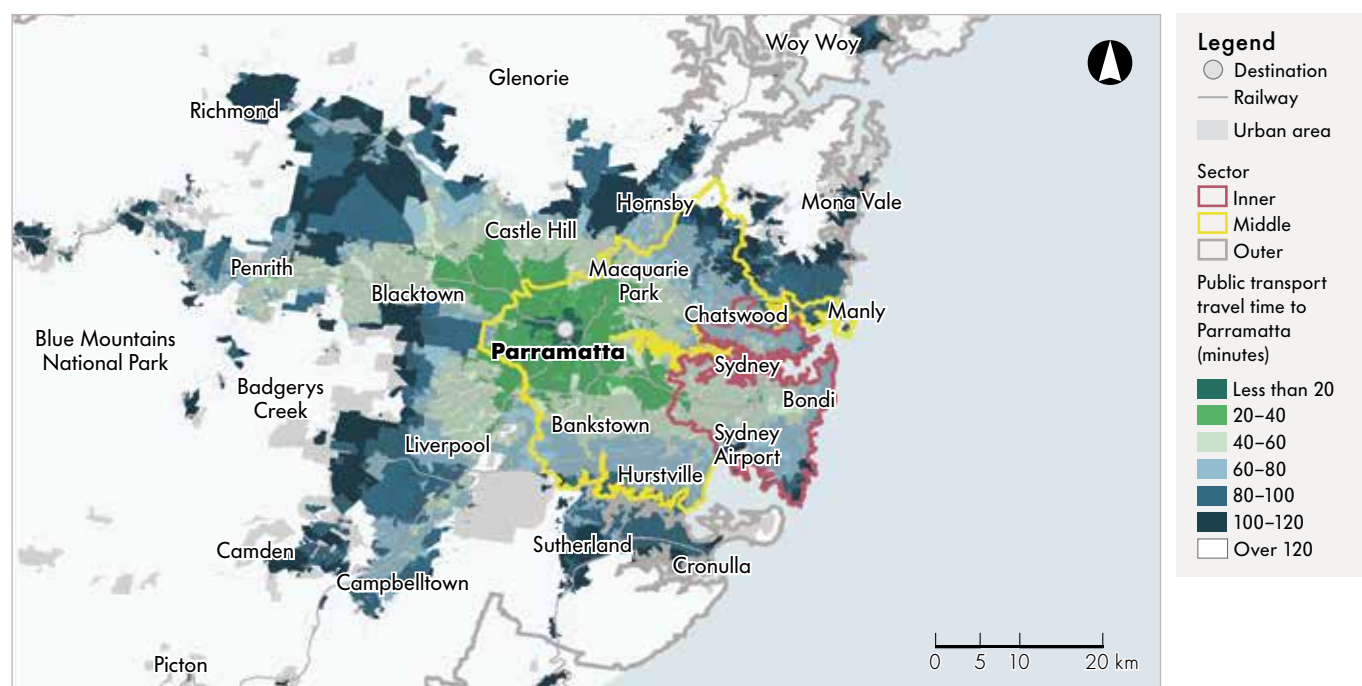 Woy Woy
Glenorie
Richmond
Hornsby
Mona Vale
Castle Hill
Penrith
Macquarie
Park
Blacktown
Chatswood
Manly
Blue Mountains
National Park
Parramatta
Sydney
Badgerys
Creek
Bondi
Bankstown
Liverpool
Sydney
Airport
Hurstville
Sutherland
Camden
Cronulla
Campbelltown
Picton
0 5 10 20 km
Legend
Destination
Railway
Urban area
Sector
Inner
Middle
Outer
Public transport
travel time to
Parramatta
(minutes)
Less than 20
20–40
40–60
60–80
80–100
100–120
Over 120